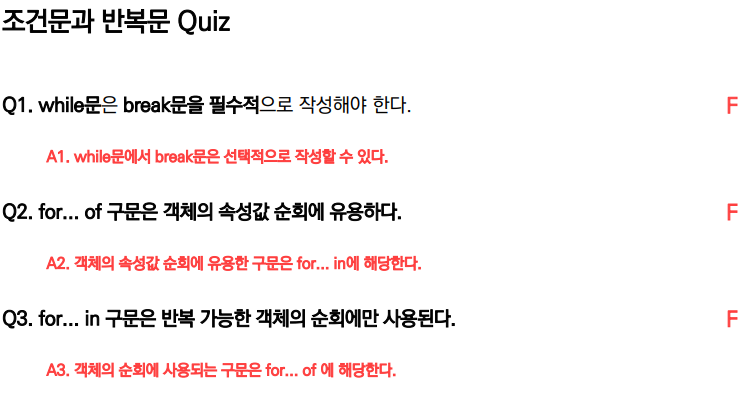 조건문과 반복문 Quiz
Q1. while문은 break문을 필수적으로 작성해야 한다. F
A1. while문에서 break문은 선택적으로 작성할 수 있다.
Q2. for... of 구문은 객체의 속성값 순회에 유용하다. F
A2. 객체의 속성값 순회에 유용한 구문은 for... in에 해당한다.
Q3. for... in 구문은 반복 가능한 객체의 순회에만 사용된다. F
A3. 객체의 순회에 사용되는 구문은 for... of 에 해당한다.